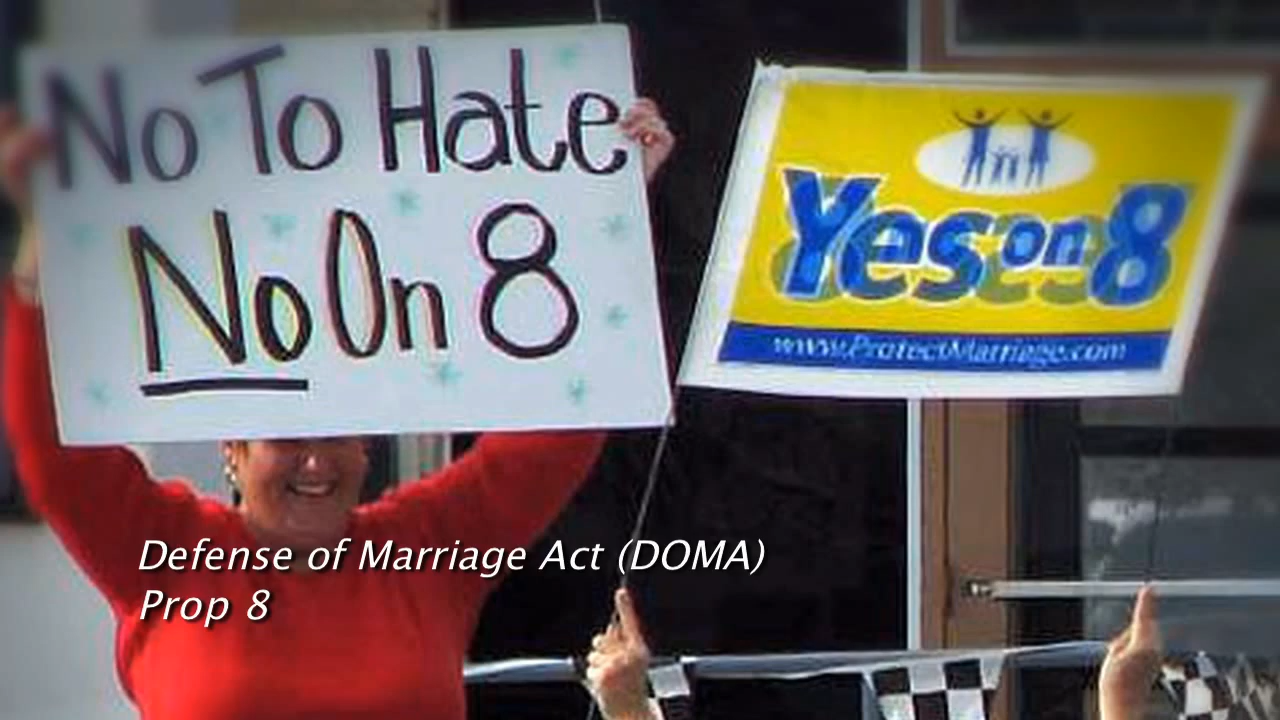 No To Hate
No On 8
Yes on 8
www.ProtectMarriage.com
Defense of Marriage Act (DOMA)
Prop 8